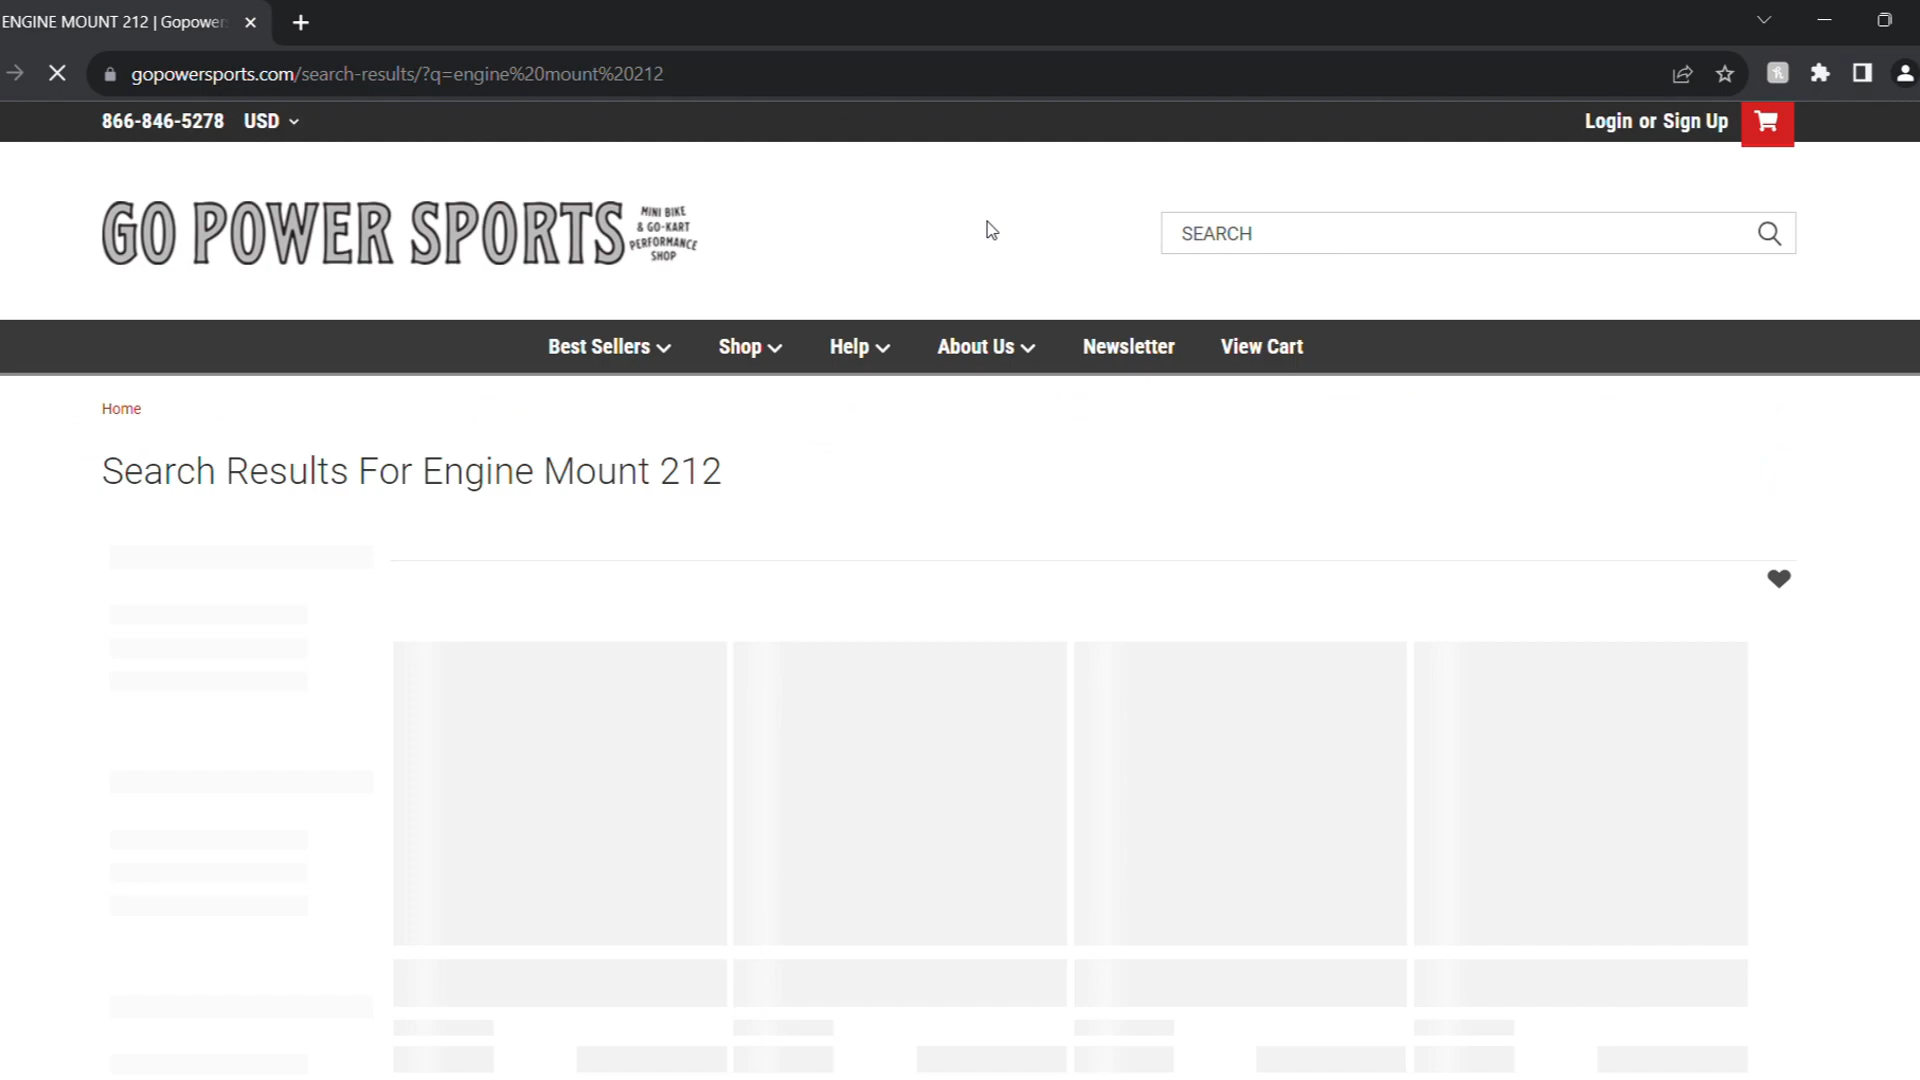 ENGINE MOUNT 212 | Gopower
gopowersports.com/search-results/?q=engine%20mount%20212
866-846-5278 USD
Login or Sign Up
GO POWER SPORTS
MINI BIKE
& GO-KART
PERFORMANCE
SHOP
SEARCH
Best Sellers Shop Help About Us Newsletter View Cart
Home
Search Results For Engine Mount 212